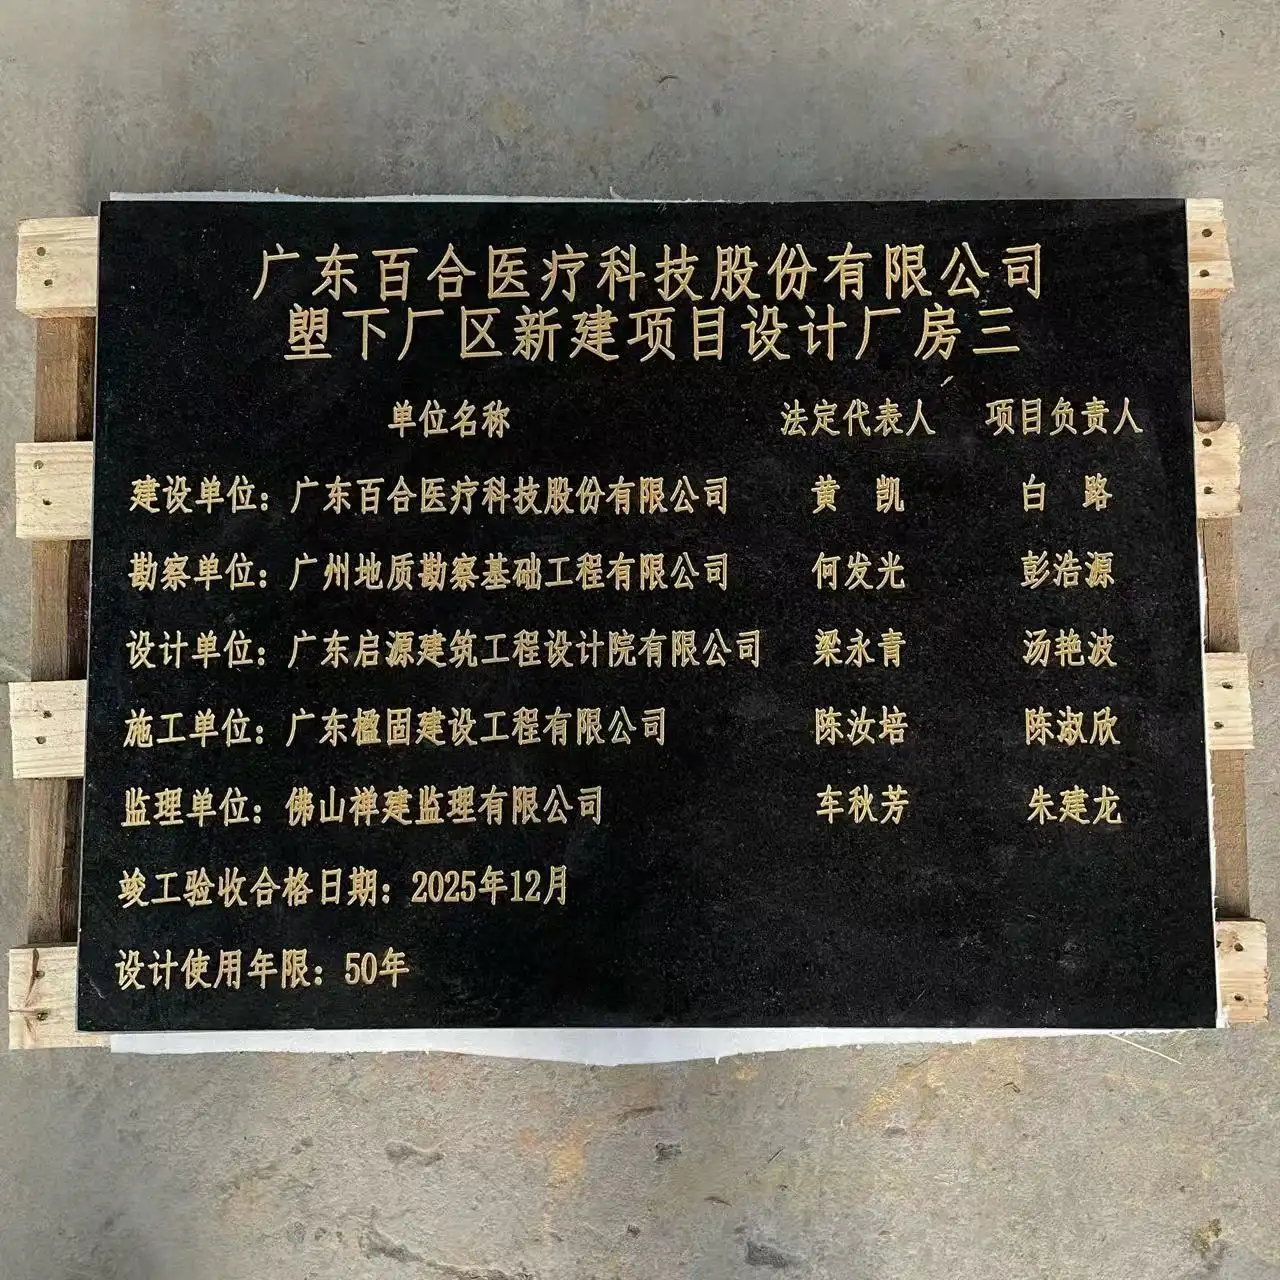 广东百合医疗科技股份有限公司
塱下厂区新建项目设计厂房三
单位名称 法定代表人 项目负责人
建设单位：广东百合医疗科技股份有限公司 黄 凯 白 路
勘察单位：广州地质勘察基础工程有限公司 何发光 彭浩源
设计单位：广东启源建筑工程设计院有限公司 梁永青 汤艳波
施工单位：广东楹固建设工程有限公司 陈汝培 陈淑欣
监理单位：佛山禅建监理有限公司 车秋芳 朱建龙
竣工验收合格日期：2025年12月
设计使用年限：50年